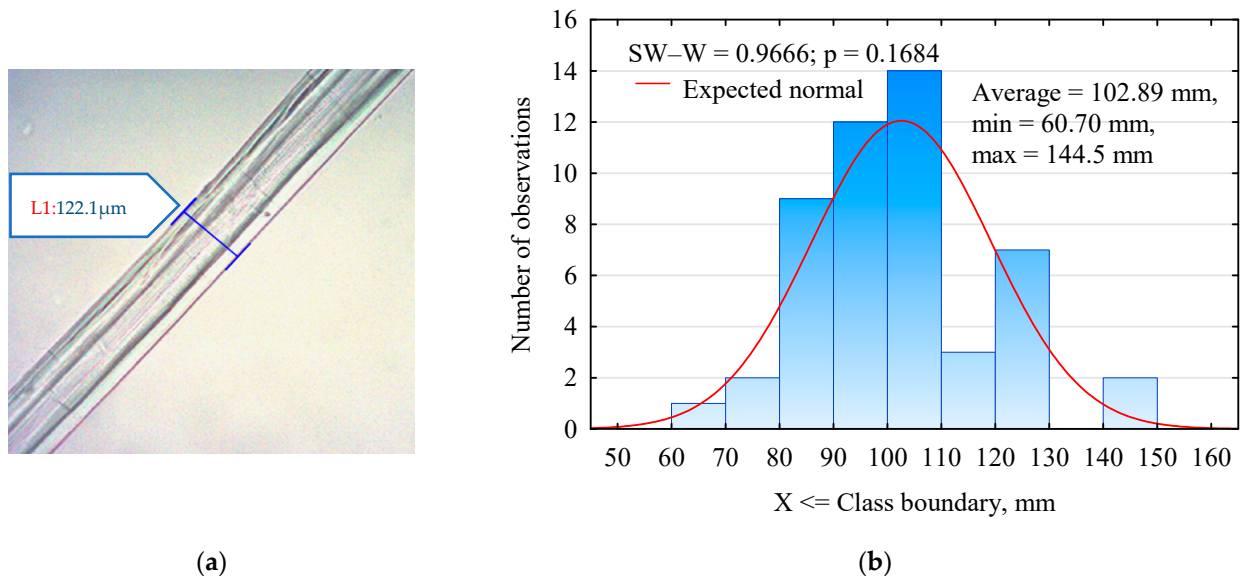 L1:122.1µm
(a)
Number of observations
16
14
12
10
8
6
4
2
0
SW–W = 0.9666; p = 0.1684
Expected normal
Average = 102.89 mm,
min = 60.70 mm,
max = 144.5 mm
50 60 70 80 90 100 110 120 130 140 150 160
X <= Class boundary, mm
(b)